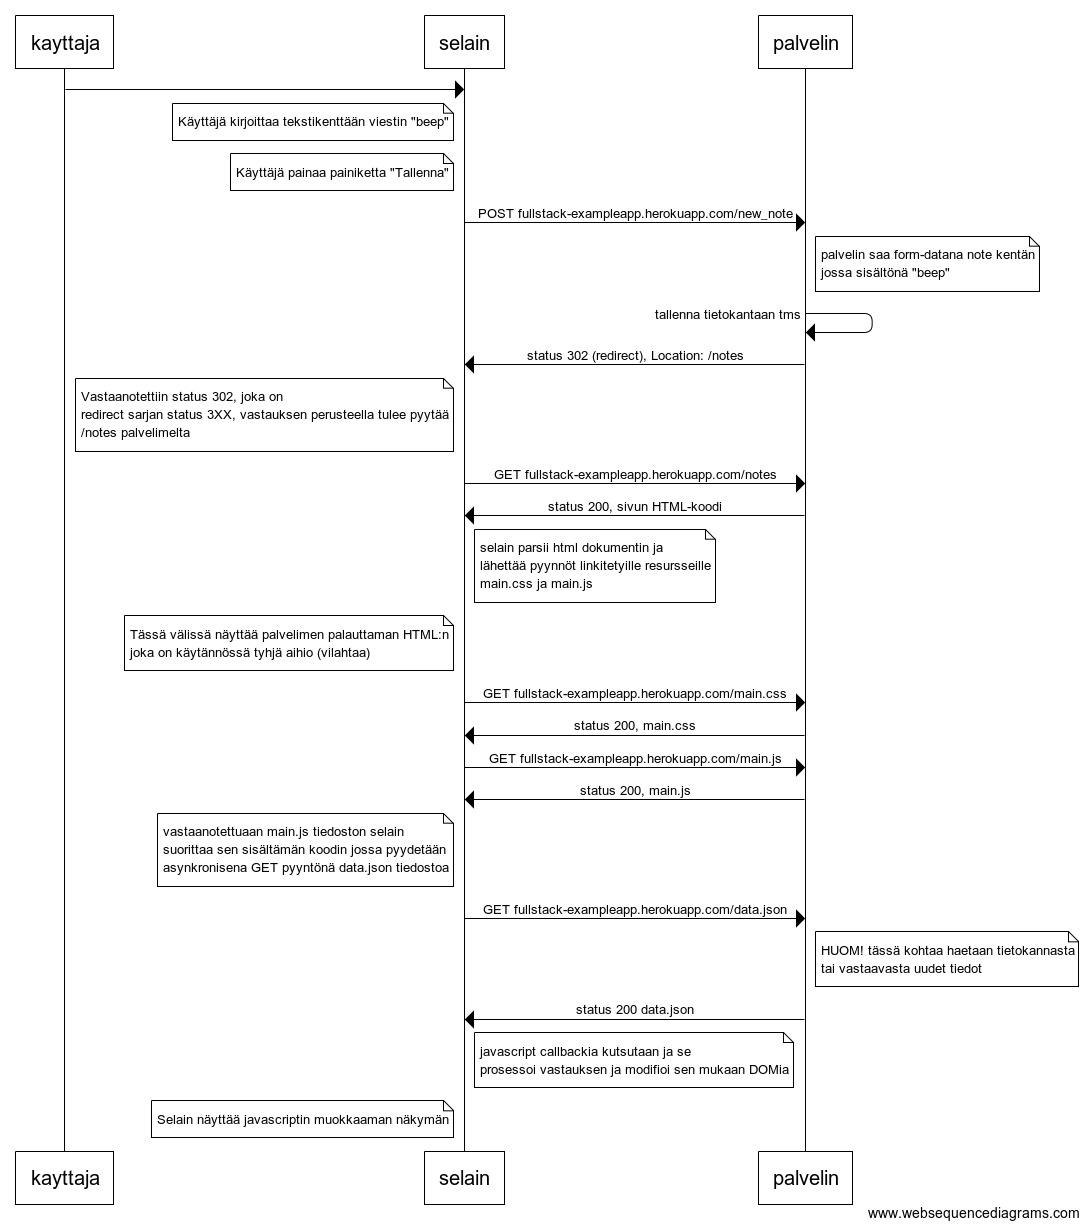 kayttaja
selain
palvelin
Käyttäjä kirjoittaa tekstikenttään viestin "beep"
Käyttäjä painaa painiketta "Tallenna"
POST fullstack-exampleapp.herokuapp.com/new_note
palvelin saa form-datana note kentän
jossa sisältönä "beep"
tallenna tietokantaan tms
status 302 (redirect), Location: /notes
Vastaanotettiin status 302, joka on
redirect sarjan status 3XX, vastauksen perusteella tulee pyytää
/notes palvelimelta
GET fullstack-exampleapp.herokuapp.com/notes
status 200, sivun HTML-koodi
selain parsii html dokumentin ja
lähettää pyynnöt linkitetyille resursseille
main.css ja main.js
Tässä välissä näyttää palvelimen palauttaman HTML:n
joka on käytännössä tyhjä aihio (vilahtaa)
GET fullstack-exampleapp.herokuapp.com/main.css
status 200, main.css
GET fullstack-exampleapp.herokuapp.com/main.js
status 200, main.js
vastaanotettuaan main.js tiedoston selain
suorittaa sen sisältämän koodin jossa pyydetään
asynkronisena GET pyyntönä data.json tiedostoa
GET fullstack-exampleapp.herokuapp.com/data.json
HUOM! tässä kohtaa haetaan tietokannasta
tai vastaavasta uudet tiedot
status 200 data.json
javascript callbackia kutsutaan ja se
prosessoi vastauksen ja modifioi sen mukaan DOMia
Selain näyttää javascriptin muokkaaman näkymän
kayttaja
selain
palvelin
www.websequencediagrams.com